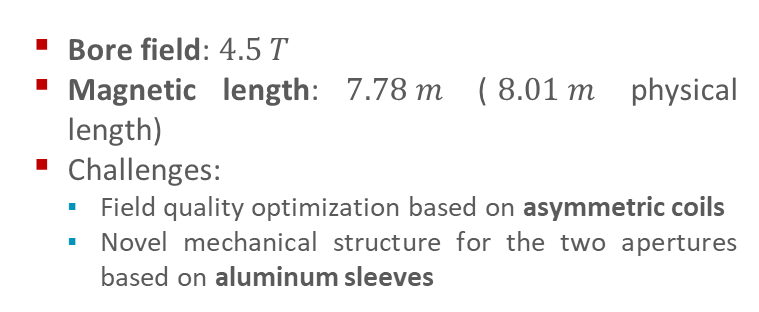 ▪ Bore field: 4.5 T
▪ Magnetic length: 7.78 m ( 8.01 m physical
length)
▪ Challenges:
▪ Field quality optimization based on asymmetric coils
▪ Novel mechanical structure for the two apertures
based on aluminum sleeves